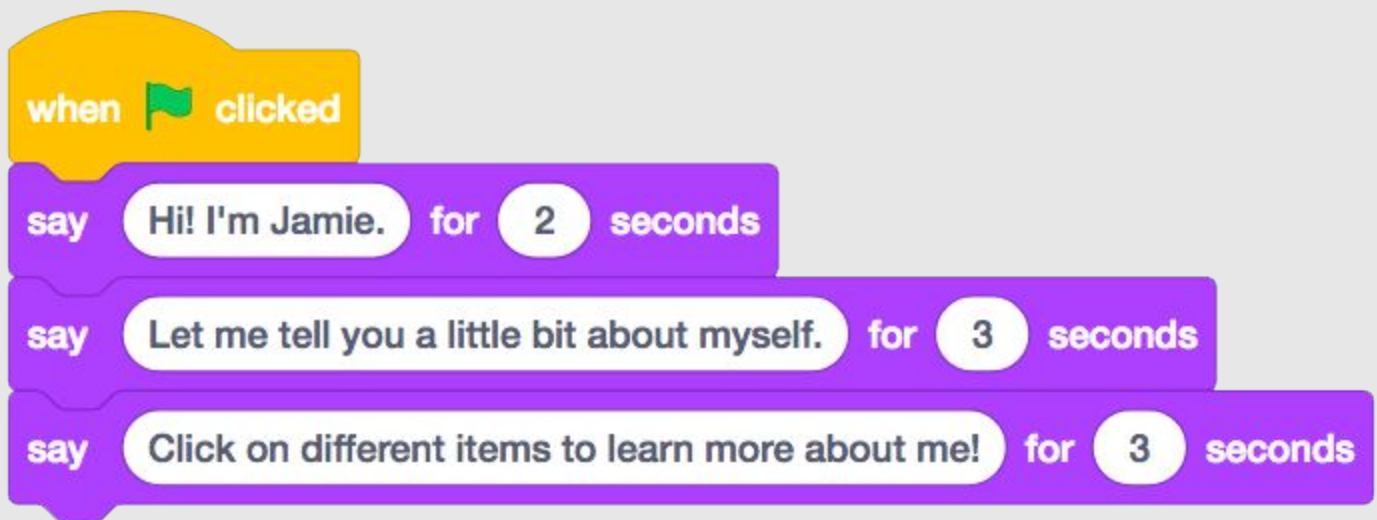 when clicked
say Hi! I'm Jamie. for 2 seconds
say Let me tell you a little bit about myself. for 3 seconds
say Click on different items to learn more about me! for 3 seconds